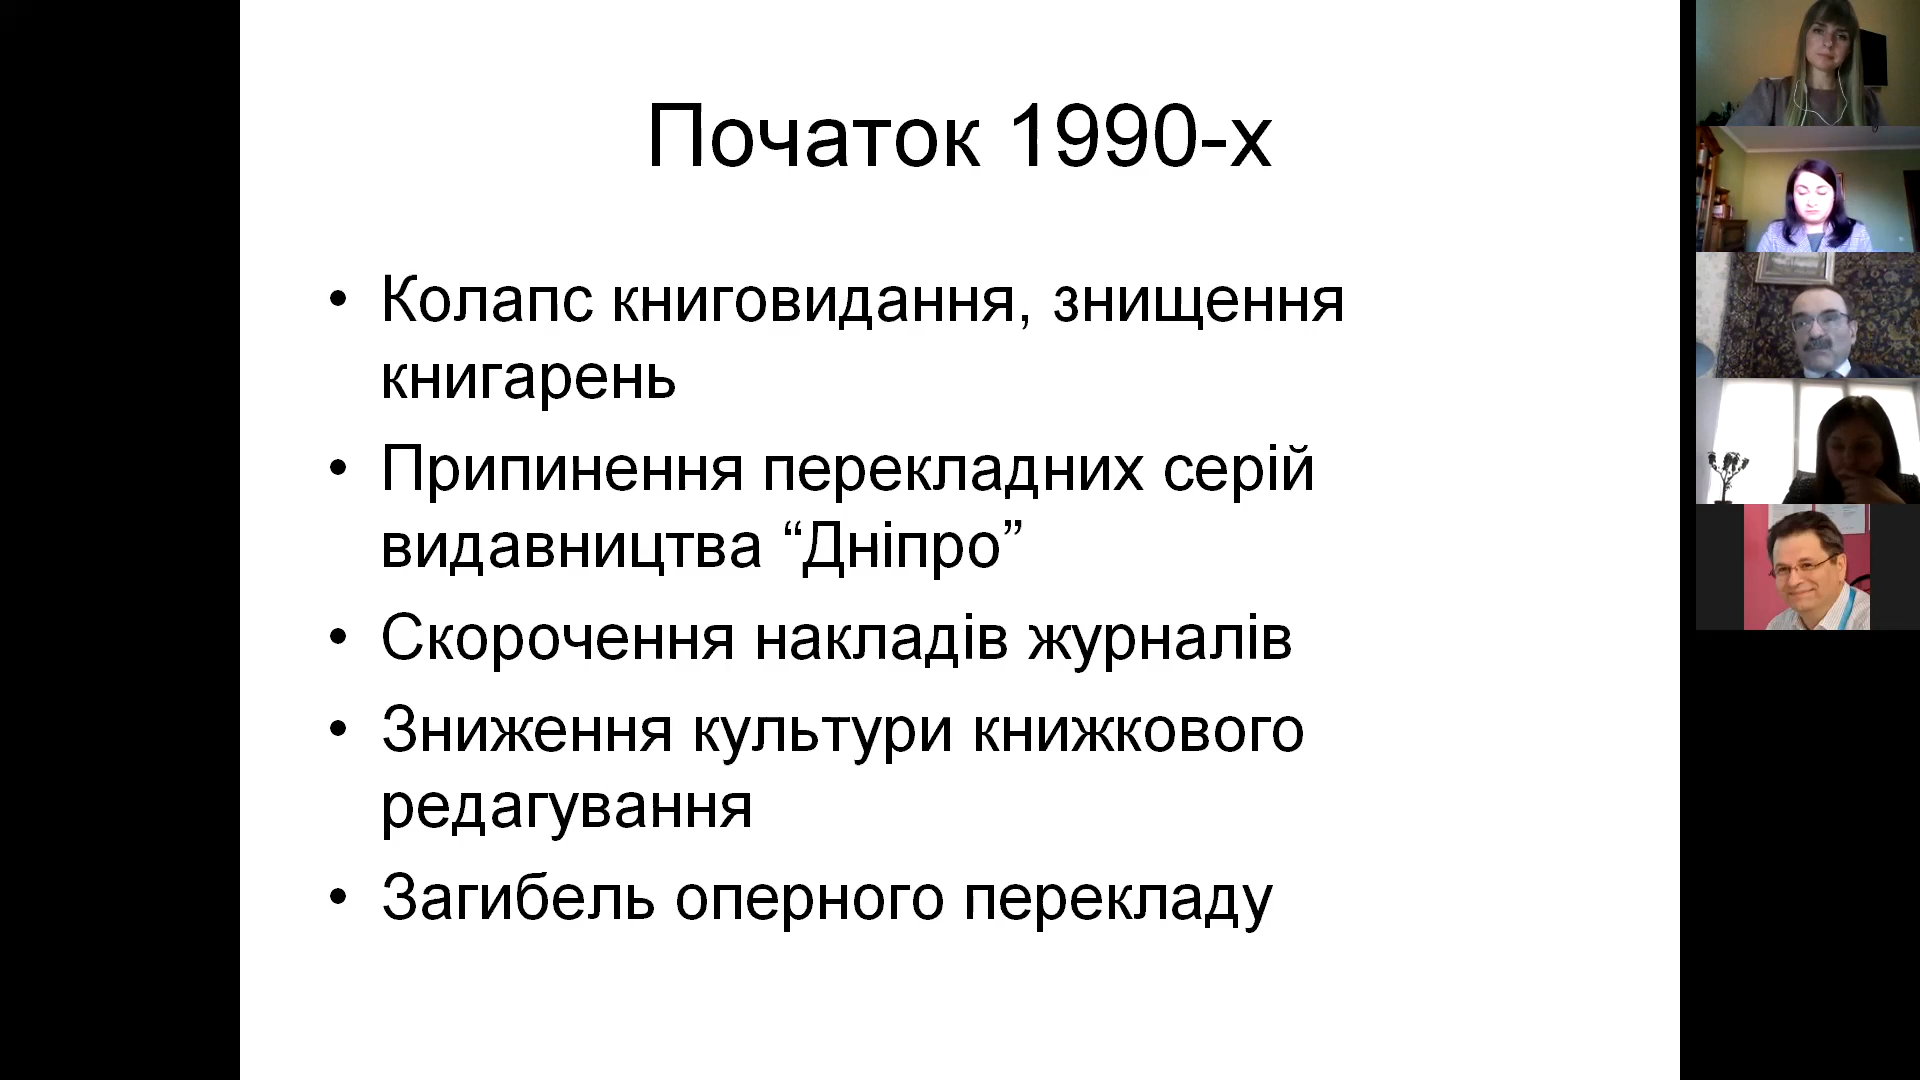 Початок 1990-х
• Колапс книговидання, знищення
книгарень
• Припинення перекладних серій
видавництва “Дніпро”
• Скорочення накладів журналів
• Зниження культури книжкового
редагування
• Загибель оперного перекладу